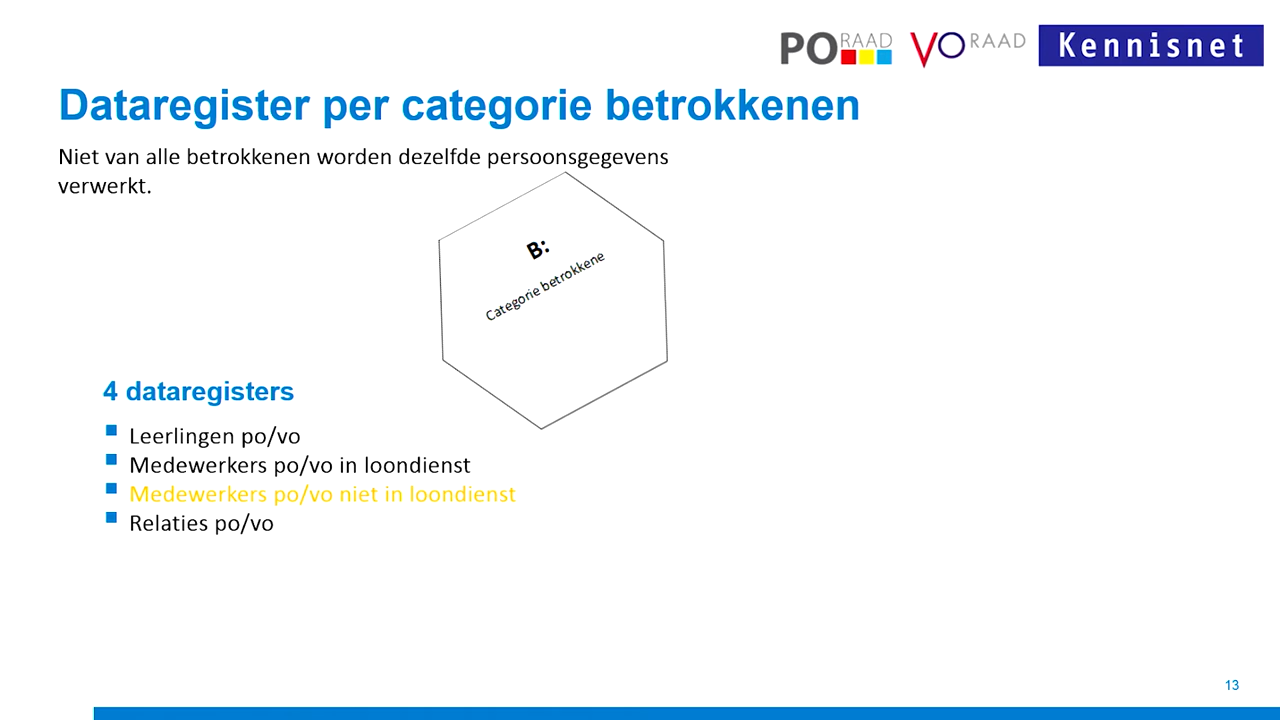 PORAAD VORAAD Kennisnet
Dataregister per categorie betrokkenen
Niet van alle betrokkenen worden dezelfde persoonsgegevens
verwerkt.
B:
Categorie betrokkene
4 dataregisters
Leerlingen po/vo
Medewerkers po/vo in loondienst
Medewerkers po/vo niet in loondienst
Relaties po/vo
13